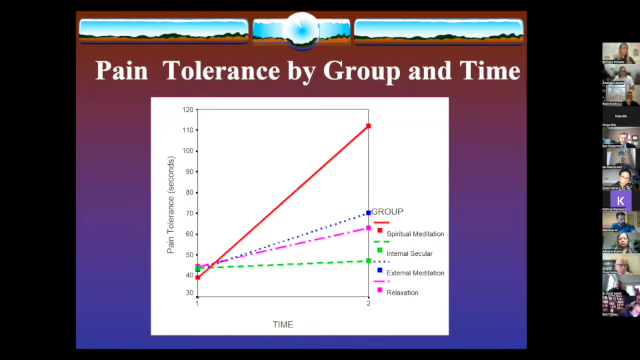 Pain Tolerance by Group and Time
120
110
100
90
80
70
60
50
40
30
Pain Tolerance (seconds)
1
2
TIME
GROUP
Spiritual Meditation
Internal Secular
External Meditation
Relaxation
K